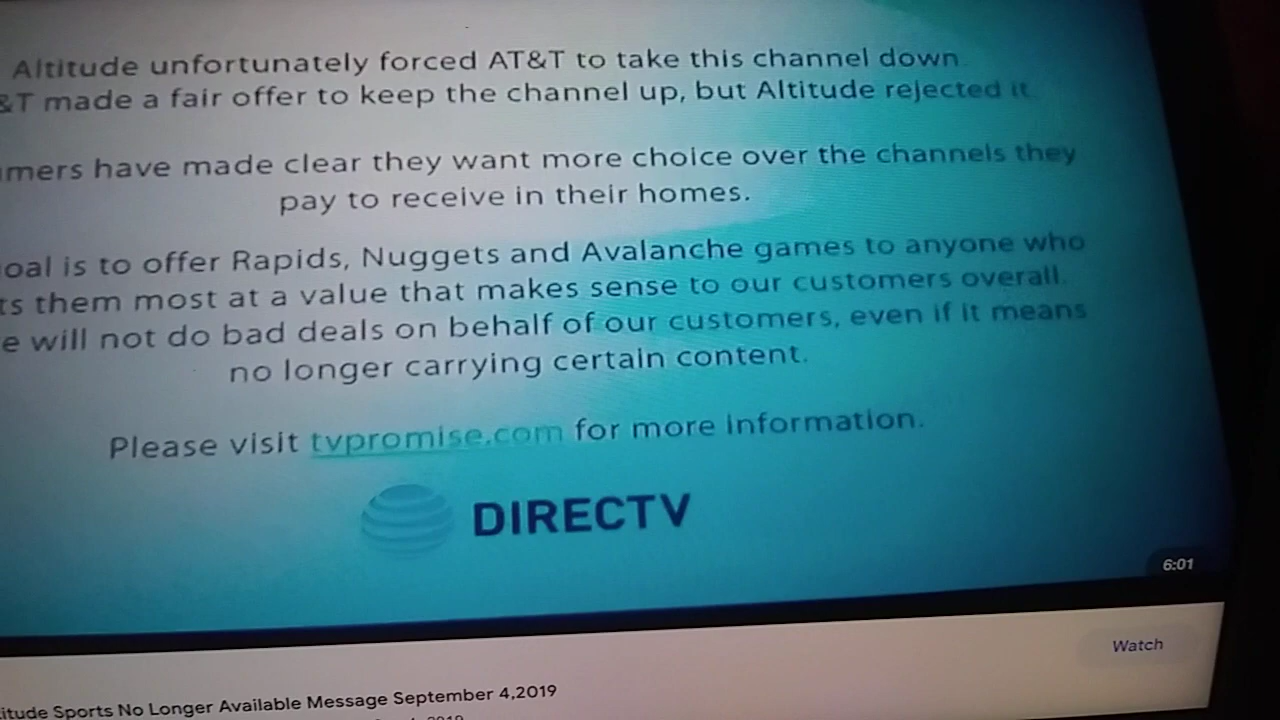 Altitude unfortunately forced AT&T to take this channel down.
&T made a fair offer to keep the channel up, but Altitude rejected it.
mers have made clear they want more choice over the channels they
pay to receive in their homes.
oal is to offer Rapids, Nuggets and Avalanche games to anyone who
ts them most at a value that makes sense to our customers overall.
e will not do bad deals on behalf of our customers, even if it means
no longer carrying certain content.
Please visit tvpromise.com for more information.
DIRECTV
6:01
Watch
itude Sports No Longer Available Message September 4,2019